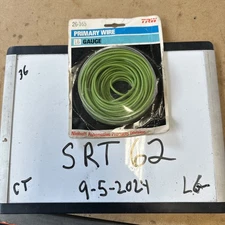 TRW
PRIMARY WIRE
GAUGE
36
SRT 62
CT
9-5-2024
LG